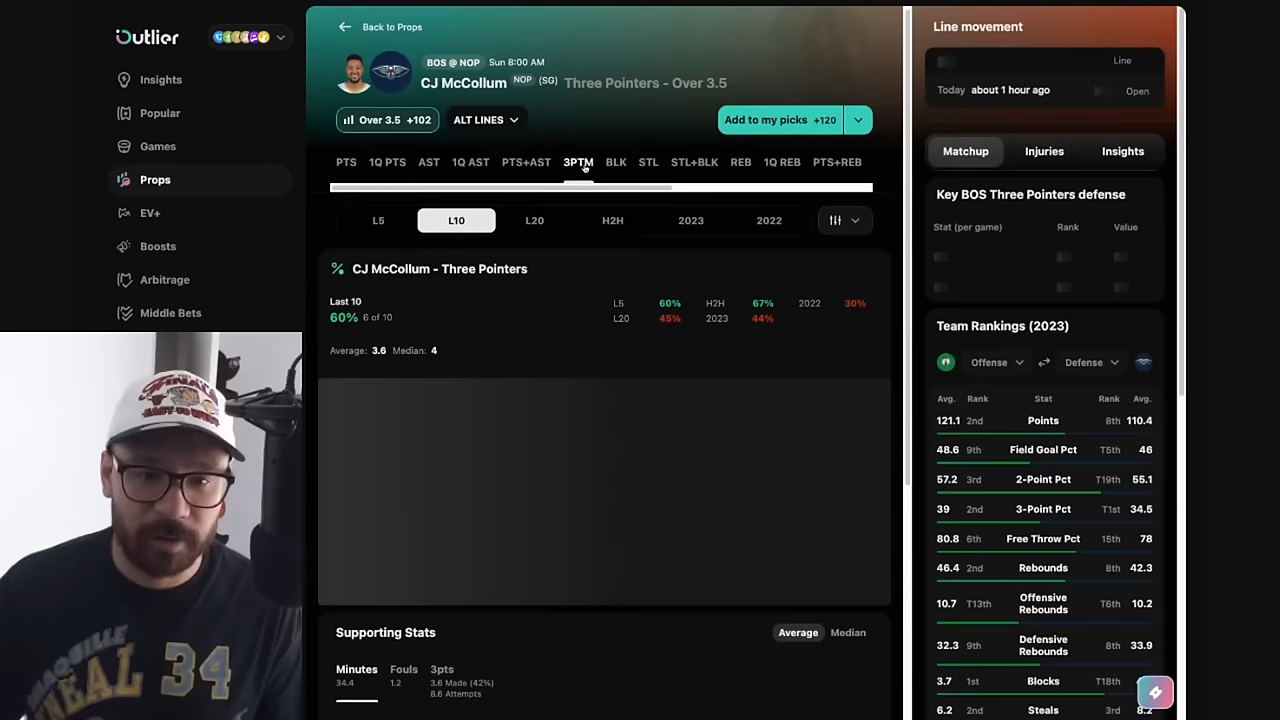 Outlier
Insights
Popular
Games
Props
EV+
Boosts
Arbitrage
Middle Bets
Back to Props
BOS @ NOP Sun 8:00 AM
CJ McCollum NOP (SG) Three Pointers - Over 3.5
Over 3.5 +102
ALT LINES
Add to my picks +120
PTS 1Q PTS AST 1Q AST PTS+AST 3PTM BLK STL STL+BLK REB 1Q REB PTS+REB
L5 L10 L20 H2H 2023 2022
CJ McCollum - Three Pointers
Last 10
60% 6 of 10
L5 60% H2H 67% 2022 30%
L20 45% 2023 44%
Average: 3.6 Median: 4
Supporting Stats
Average Median
Minutes Fouls 3pts
34.4 1.2 3.6 Made (42%)
8.6 Attempts
Line movement
Line
Today about 1 hour ago Open
Matchup Injuries Insights
Key BOS Three Pointers defense
Stat (per game) Rank Value
Team Rankings (2023)
Offense Defense
Avg. Rank Stat Rank Avg.
121.1 2nd Points 8th 110.4
48.6 9th Field Goal Pct T5th 46
57.2 3rd 2-Point Pct T19th 55.1
39 2nd 3-Point Pct T1st 34.5
80.8 6th Free Throw Pct 15th 78
46.4 2nd Rebounds 8th 42.3
10.7 T13th Offensive Rebounds T6th 10.2
32.3 9th Defensive Rebounds 8th 33.9
3.7 1st Blocks T18th
6.2 2nd Steals 3rd 8.2
FINALS
EAST VS WEST
SHAQUILLE
O'NEAL 34